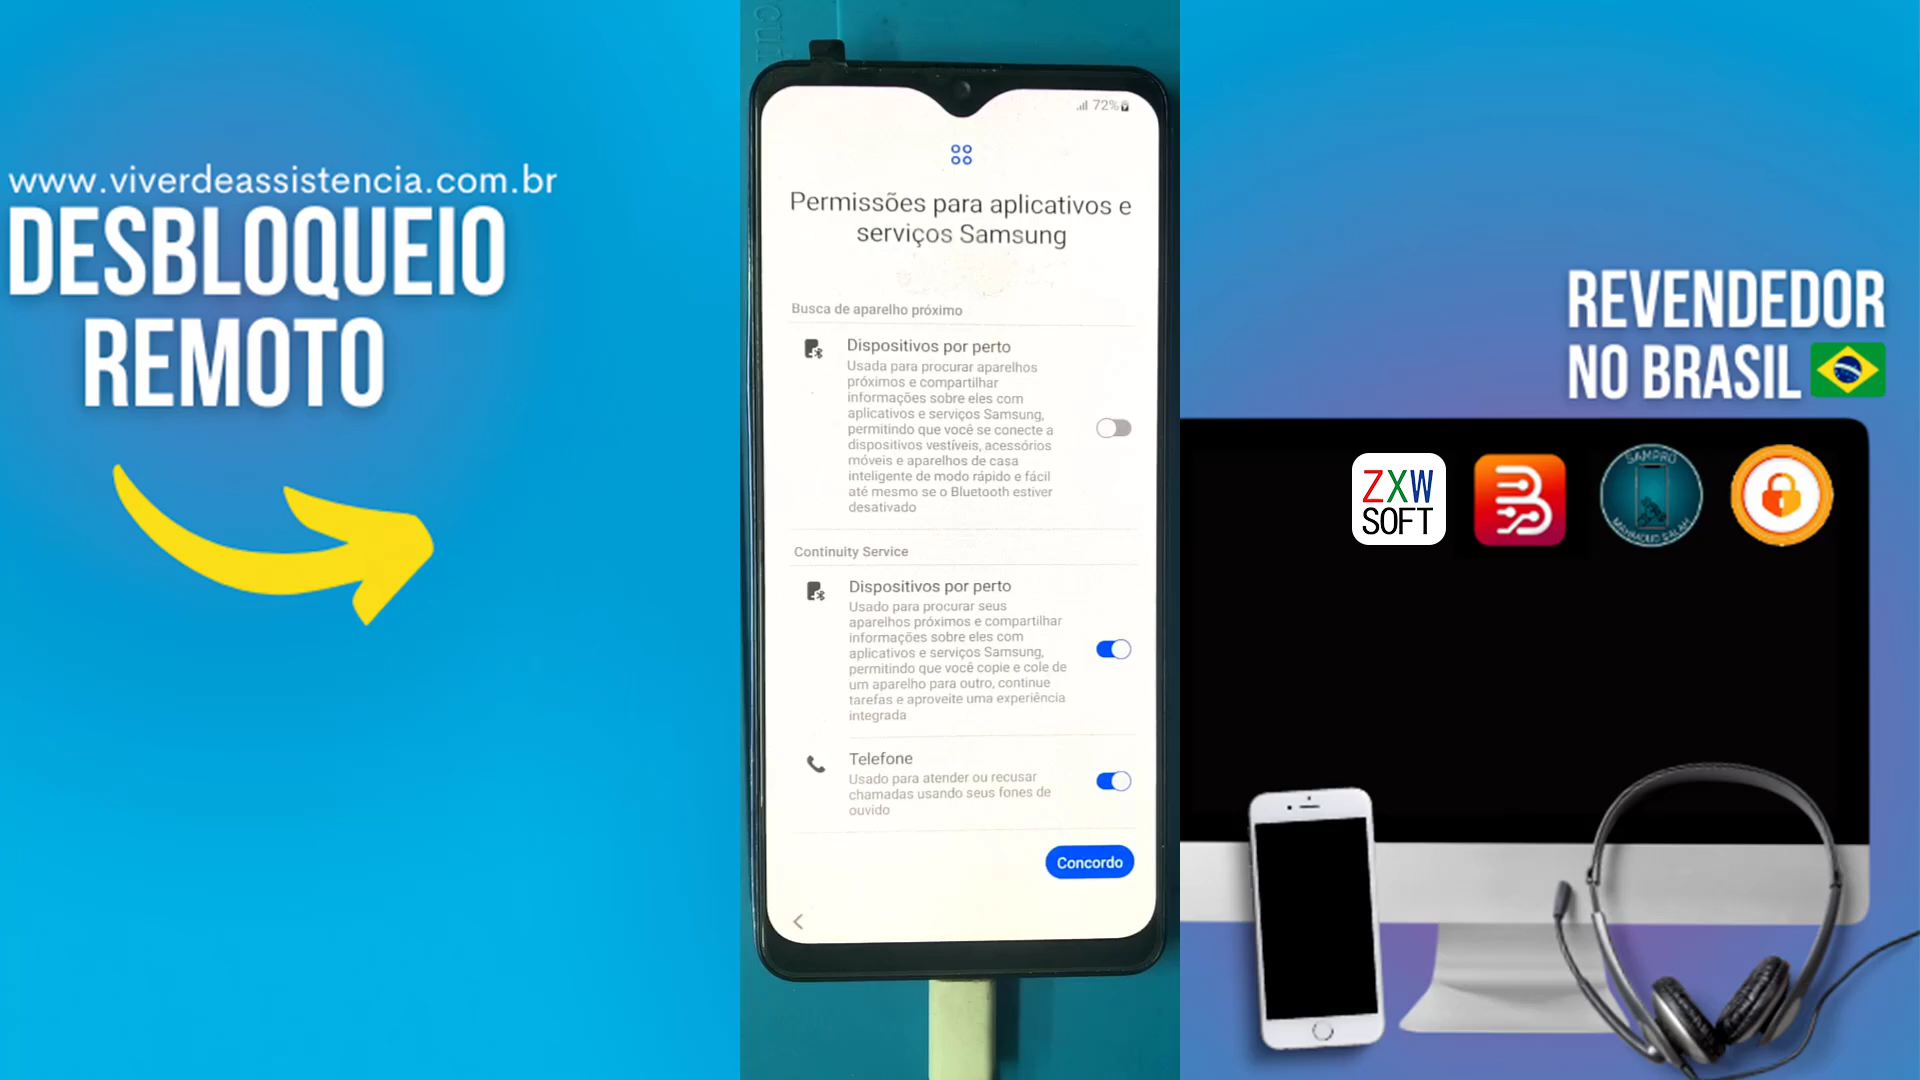 www.viverdeassistencia.com.br
DESBLOQUEIO
REMOTO
72%
Permissões para aplicativos e
serviços Samsung
Busca de aparelho próximo
Dispositivos por perto
Usada para procurar aparelhos
próximos e compartilhar
informações sobre eles com
aplicativos e serviços Samsung,
permitindo que você se conecte a
dispositivos vestíveis, acessórios
móveis e aparelhos de casa
inteligente de modo rápido e fácil
até mesmo se o Bluetooth estiver
desativado
Continuity Service
Dispositivos por perto
Usado para procurar seus
aparelhos próximos e compartilhar
informações sobre eles com
aplicativos e serviços Samsung,
permitindo que você copie e cole de
um aparelho para outro, continue
tarefas e aproveite uma experiência
integrada
Telefone
Usado para atender ou recusar
chamadas usando seus fones de
ouvido
Concordo
REVENDEDOR
NO BRASIL
ZXW
SOFT
SAMPRO
MAHMOUD SALAH